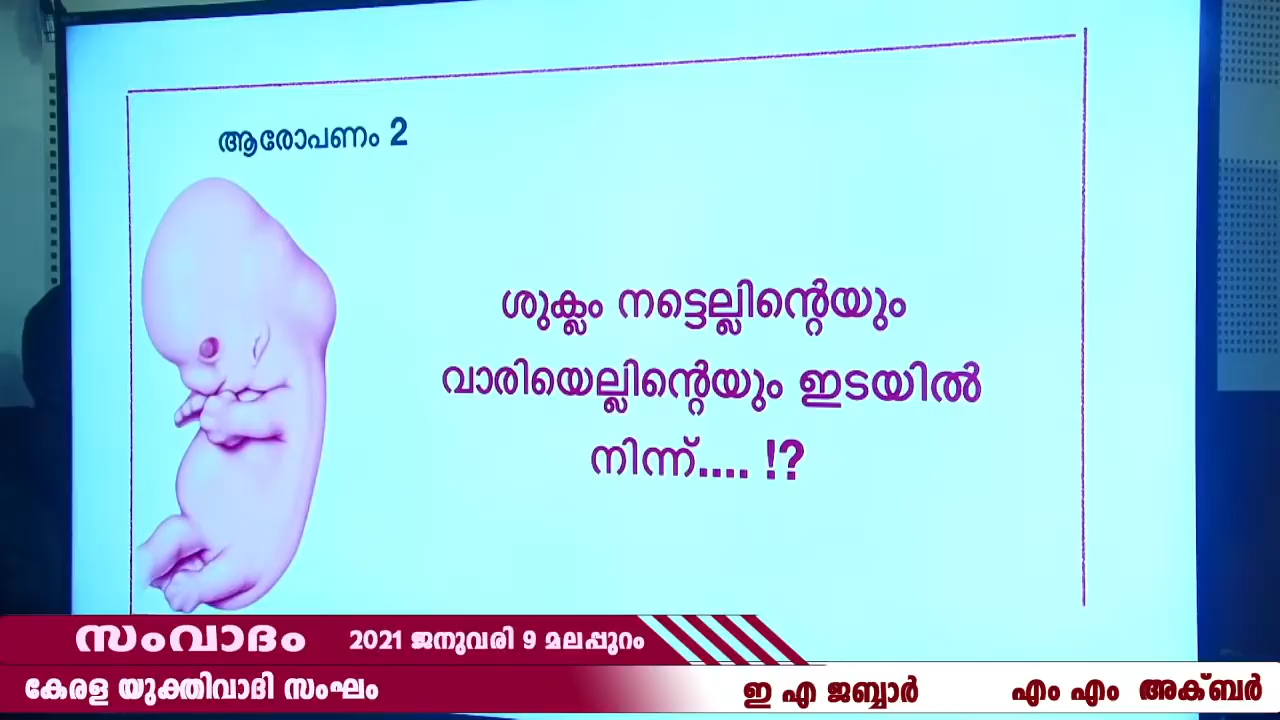 ആരോപണം 2
ശുക്ലം നട്ടെല്ലിന്റെയും
വാരിയെല്ലിന്റെയും ഇടയിൽ
നിന്ന്.... !?
സംവാദം 2021 ജനുവരി 9 മലപ്പുറം
കേരള യുക്തിവാദി സംഘം ഇ എ ജബ്ബാർ എം എം അക്ബർ